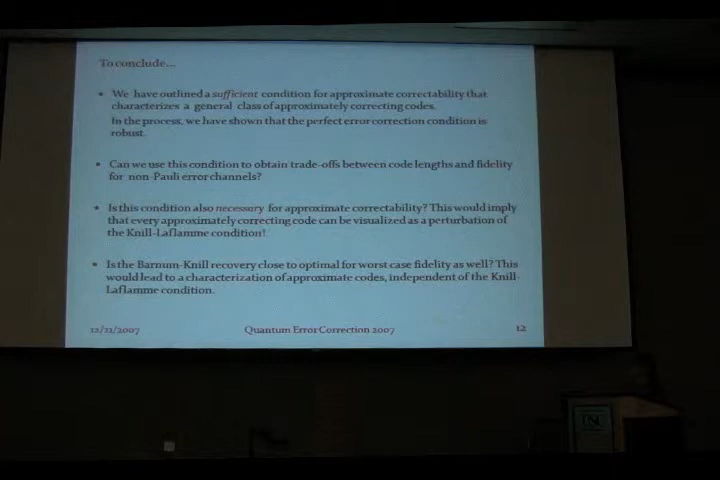 To conclude...
• We have outlined a sufficient condition for approximate correctability that
characterizes a general class of approximately correcting codes.
In the process, we have shown that the perfect error correction condition is
robust.
• Can we use this condition to obtain trade-offs between code lengths and fidelity
for non-Pauli error channels?
• Is this condition also necessary for approximate correctability? This would imply
that every approximately correcting code can be visualized as a perturbation of
the Knill-Laflamme condition!
• Is the Barnum-Knill recovery close to optimal for worst case fidelity as well? This
would lead to a characterization of approximate codes, independent of the Knill-
Laflamme condition.
12/21/2007 Quantum Error Correction 2007 12